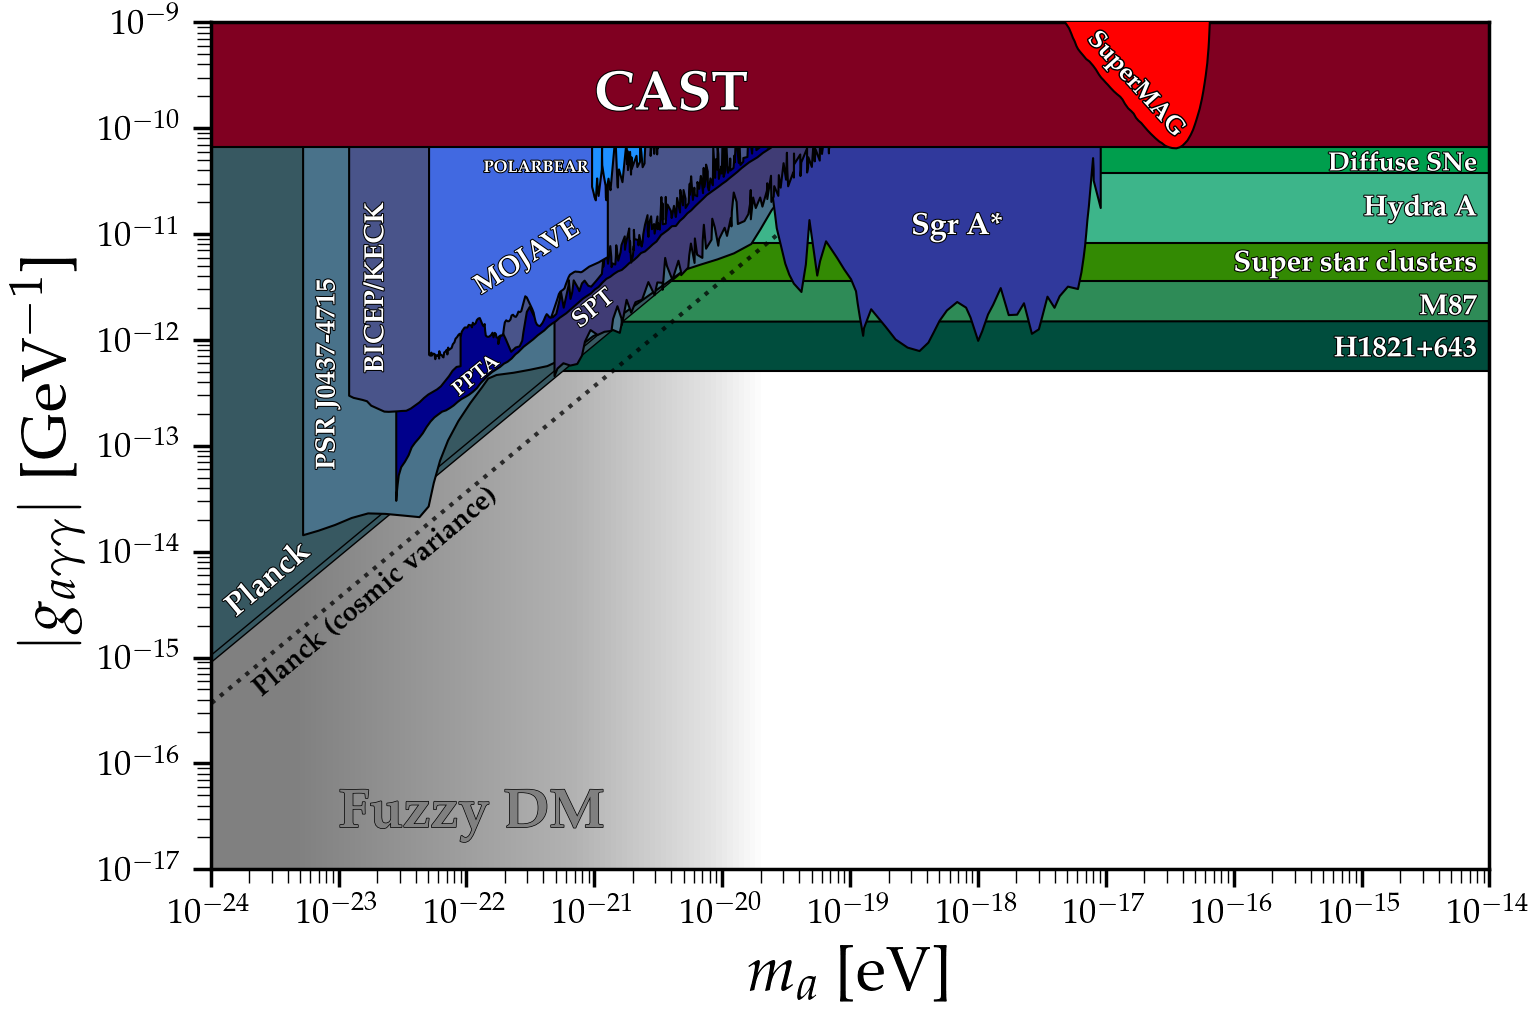 10⁻⁹
10⁻¹⁰
10⁻¹¹
10⁻¹²
10⁻¹³
10⁻¹⁴
10⁻¹⁵
10⁻¹⁶
10⁻¹⁷
|g_{aγγ}| [GeV⁻¹]
CAST
SuperMAG
POLARBEAR
Diffuse SNe
Hydra A
Sgr A*
MOJAVE
BICEP/KECK
Super star clusters
PSR J0437-4715
SPT
M87
H1821+643
PPTA
Planck
Planck (cosmic variance)
Fuzzy DM
10⁻²⁴ 10⁻²³ 10⁻²² 10⁻²¹ 10⁻²⁰ 10⁻¹⁹ 10⁻¹⁸ 10⁻¹⁷ 10⁻¹⁶ 10⁻¹⁵ 10⁻¹⁴
m_a [eV]